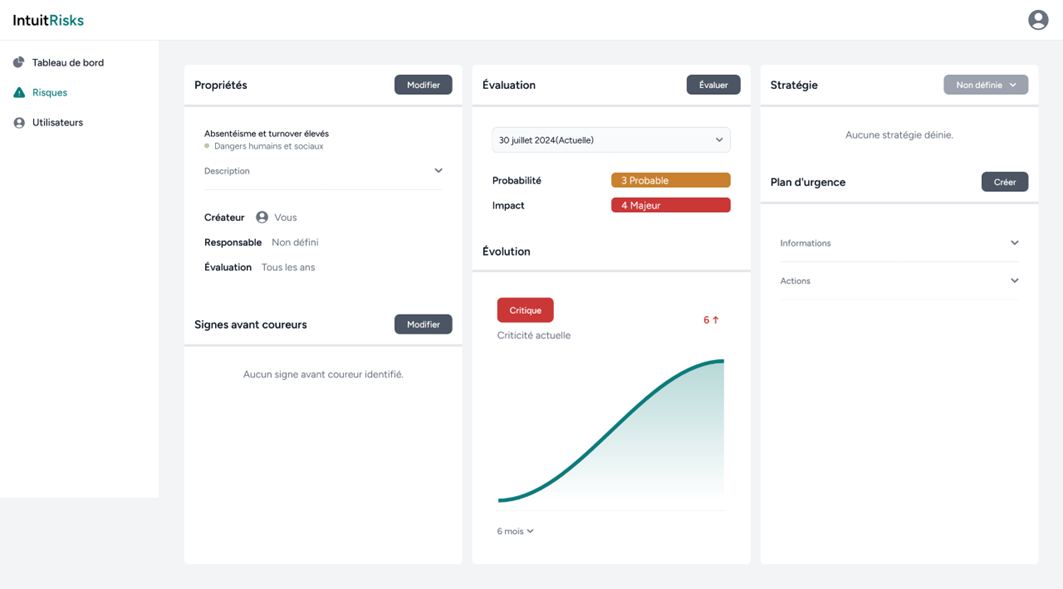 IntuitRisks
Tableau de bord
Risques
Utilisateurs
Propriétés
Modifier
Absentéisme et turnover élevés
Dangers humains et sociaux
Description
Créateur Vous
Responsable Non défini
Évaluation Tous les ans
Signes avant coureurs
Modifier
Aucun signe avant coureur identifié.
Évaluation
Évaluer
30 juillet 2024(Actuelle)
Probabilité 3 Probable
Impact 4 Majeur
Évolution
Critique
6 ↑
Criticité actuelle
6 mois
Stratégie
Non définie
Aucune stratégie déinie.
Plan d'urgence
Créer
Informations
Actions